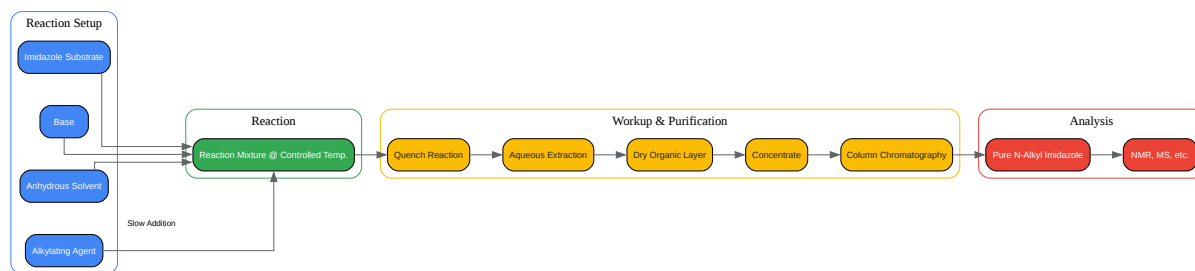 Reaction Setup
Imidazole Substrate
Base
Anhydrous Solvent
Alkylating Agent
Slow Addition
Reaction
Reaction Mixture @ Controlled Temp.
Workup & Purification
Quench Reaction
Aqueous Extraction
Dry Organic Layer
Concentrate
Column Chromatography
Analysis
Pure N-Alkyl Imidazole
NMR, MS, etc.